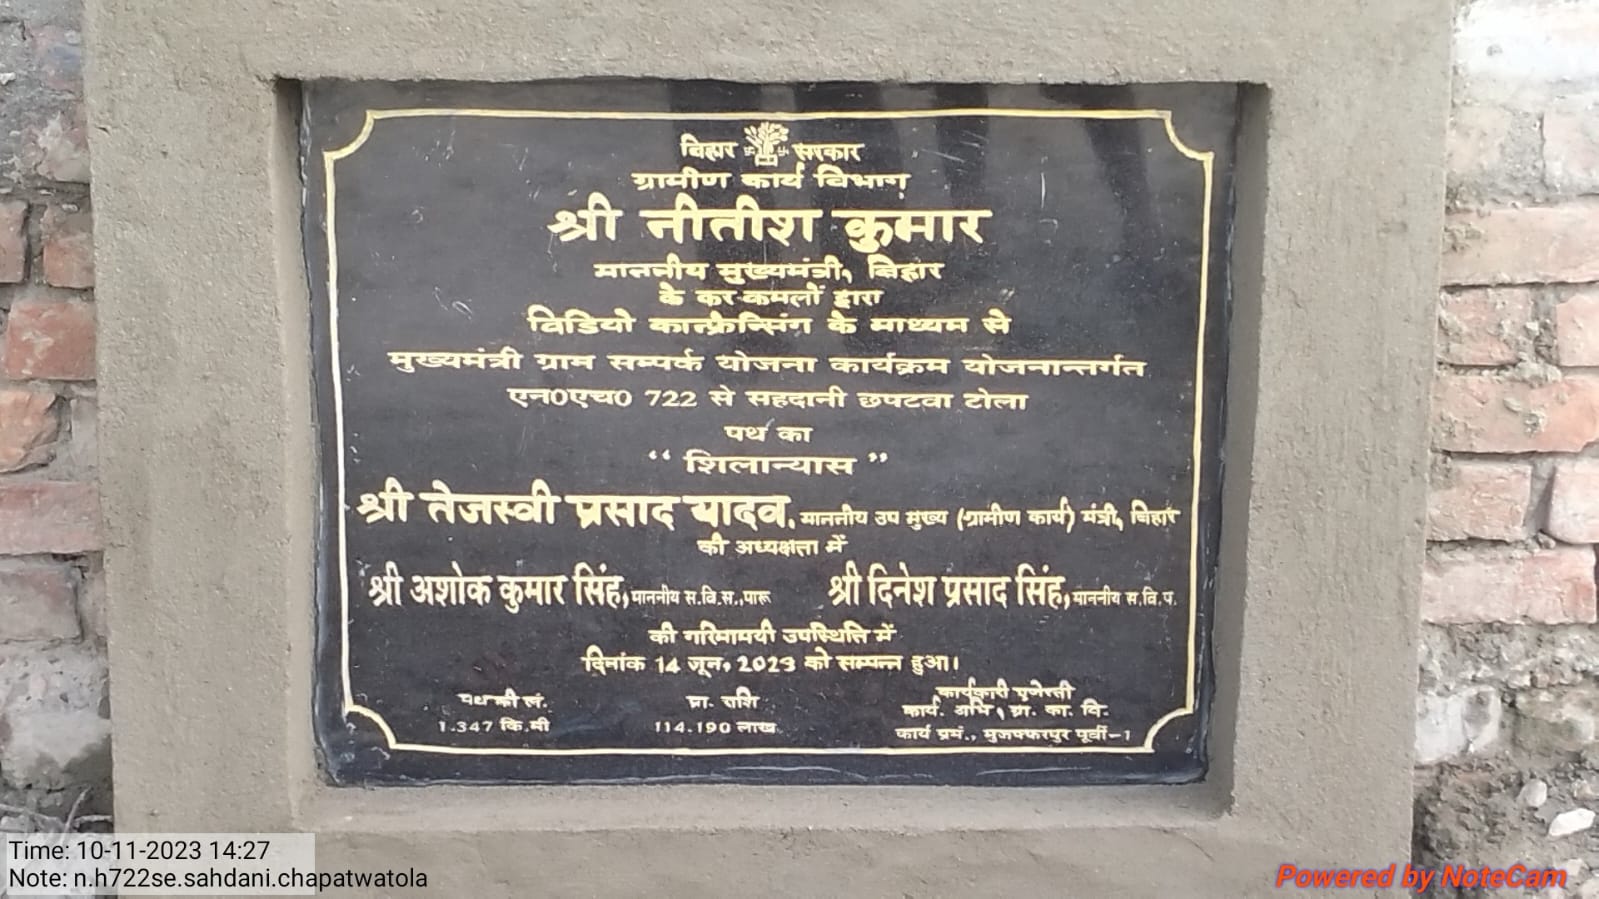 बिहार सरकार
ग्रामीण कार्य विभाग
श्री नीतीश कुमार
माननीय मुख्यमंत्री, बिहार
के कर-कमलों द्वारा
विडियो कान्फ्रेन्सिंग के माध्यम से
मुख्यमंत्री ग्राम सम्पर्क योजना कार्यक्रम योजनान्तर्गत
एन0एच0 722 से सहदानी छपटवा टोला
पथ का
“ शिलान्यास ”
श्री तेजस्वी प्रसाद यादव, माननीय उप मुख्य (ग्रामीण कार्य) मंत्री, बिहार
की अध्यक्षता में
श्री अशोक कुमार सिंह, माननीय स.वि.स., पारू श्री दिनेश प्रसाद सिंह, माननीय स.वि.प.
की गरिमामयी उपस्थिति में
दिनांक 14 जून, 2023 को सम्पन्न हुआ।
पथ की लं. प्रा. राशि कार्यकारी एजेन्सी
1.347 कि.मी 114.190 लाख कार्य. अभि., ग्रा. का. वि.
कार्य प्रमं., मुजफ्फरपुर पूर्वी-1
Time: 10-11-2023 14:27
Note: n.h722se.sahdani.chapatwatola
Powered by NoteCam